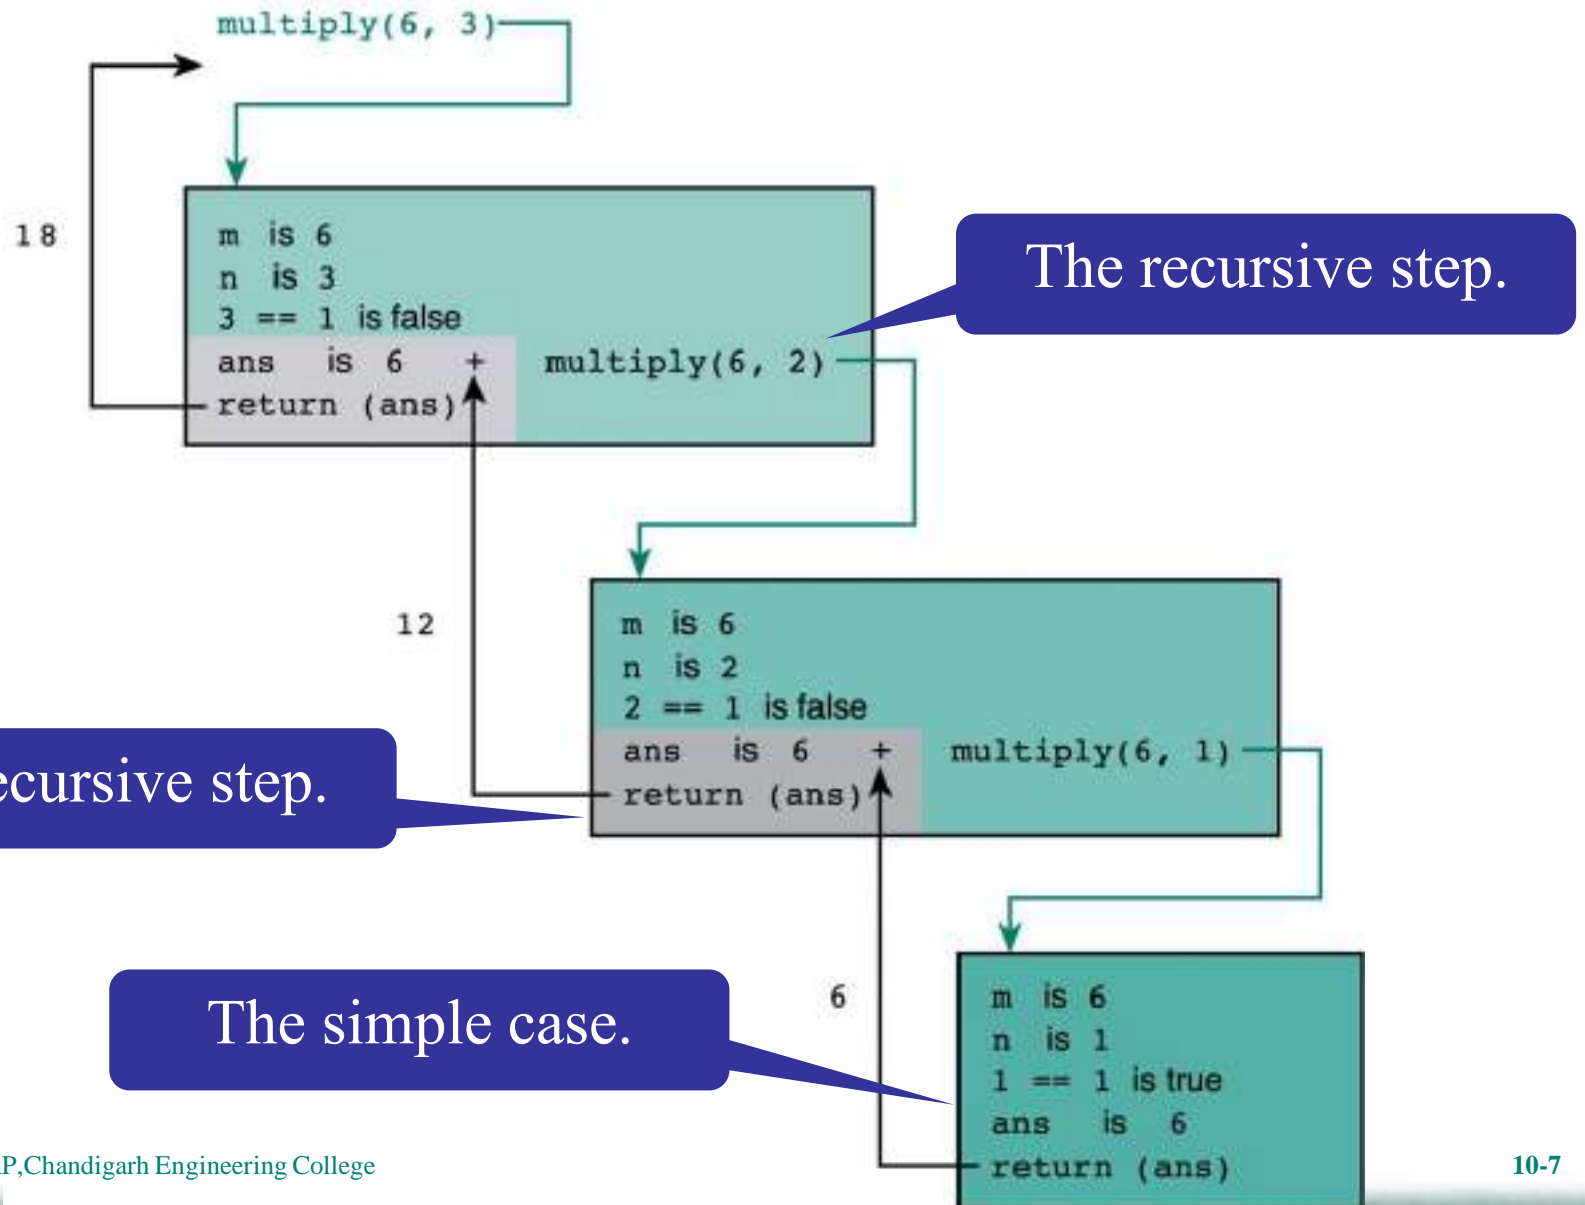 multiply(6, 3)
18
m is 6
n is 3
3 == 1 is false
ans is 6 + multiply(6, 2)
return (ans)
The recursive step.
12
m is 6
n is 2
2 == 1 is false
ans is 6 + multiply(6, 1)
return (ans)
ecursive step.
The simple case.
6
m is 6
n is 1
1 == 1 is true
ans is 6
return (ans)
P,Chandigarh Engineering College
10-7